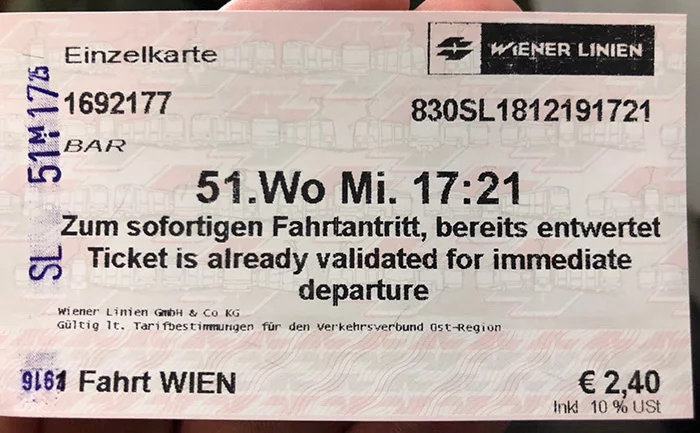 Einzelkarte
WIENER LINIEN
1692177
830SL1812191721
BAR
51.Wo Mi. 17:21
Zum sofortigen Fahrtantritt, bereits entwertet
Ticket is already validated for immediate
departure
Wiener Linien GmbH & Co KG
Gültig lt. Tarifbestimmungen für den Verkehrsverbund Ost-Region
1 Fahrt WIEN
€ 2,40
Inkl 10 % USt
SL 51M